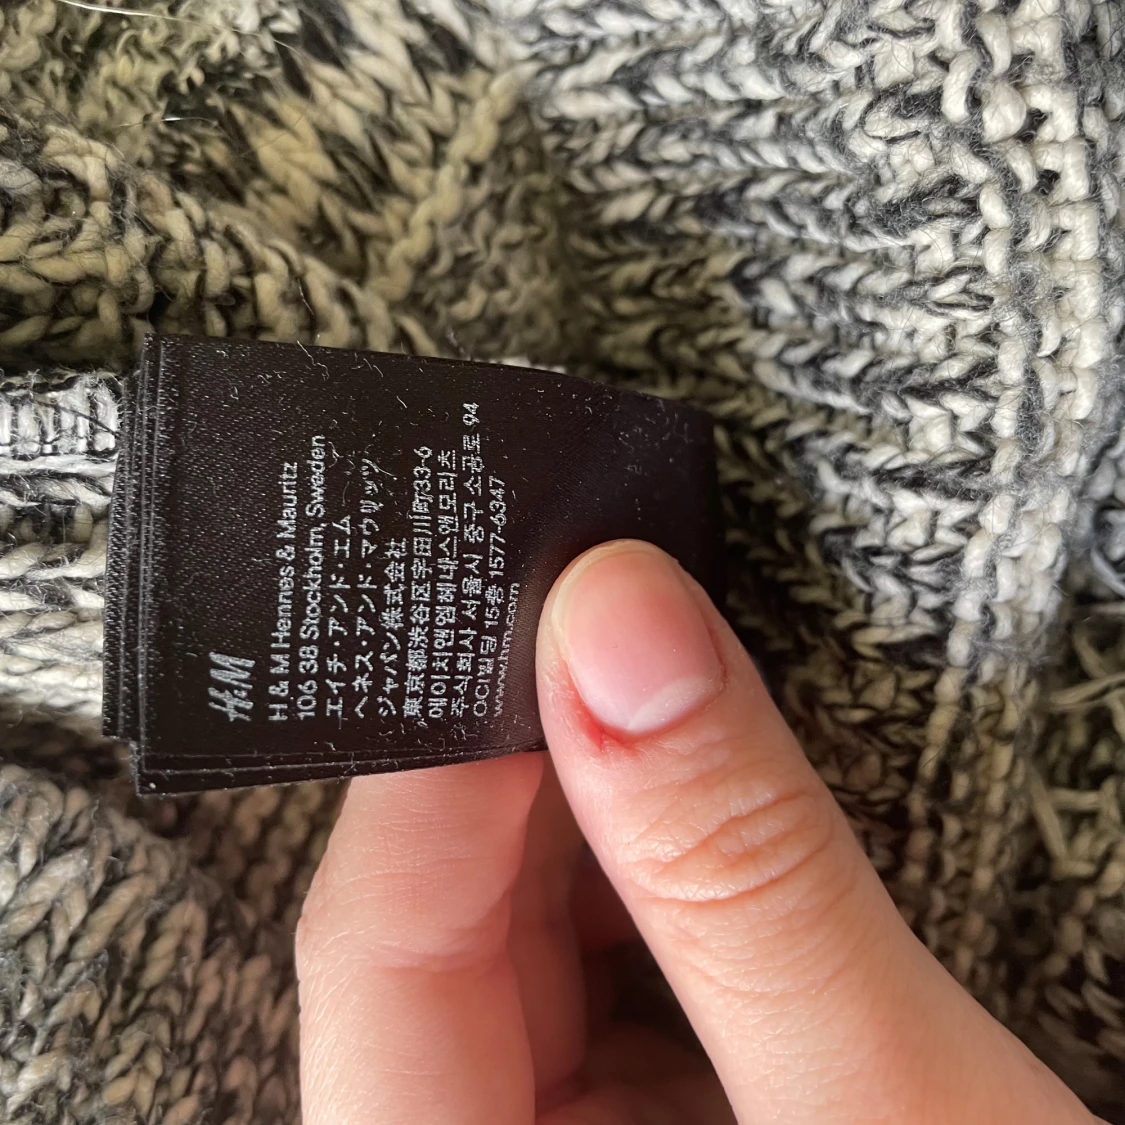 H&M
H & M Hennes & Mauritz
106 38 Stockholm, Sweden
エイチ・アンド・エム
ヘネス・アンド・マウリッツ
ジャパン株式会社
東京都渋谷区宇田川町33-6
에이치앤엠헤네스앤모리츠
주식회사 서울시 중구 소공로 94
OCI빌딩 15층 1577-6347
www.hm.com